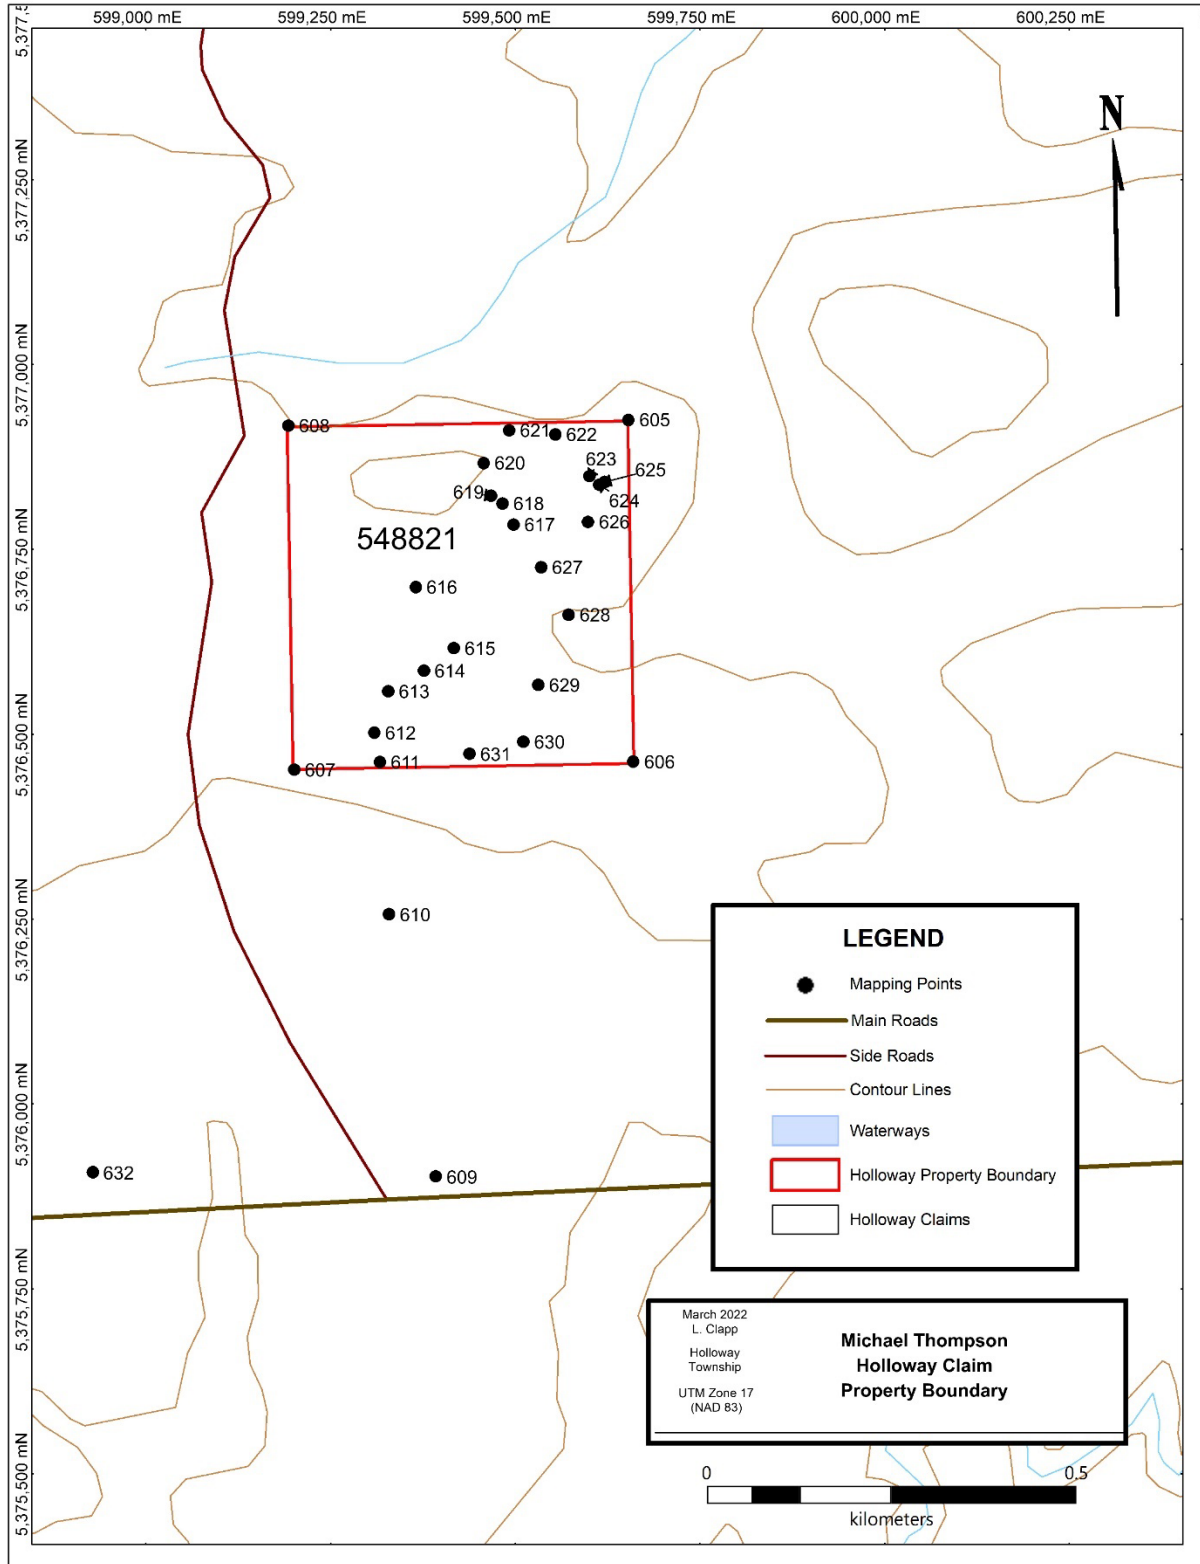 599,000 mE 599,250 mE 599,500 mE 599,750 mE 600,000 mE 600,250 mE
5,377,5
5,377,250 mN
5,377,000 mN
5,376,750 mN
5,376,500 mN
5,376,250 mN
5,376,000 mN
5,375,750 mN
5,375,500 mN
N
608
605
621
622
620
623
625
619
618
624
617
626
548821
627
616
628
615
614
613
629
612
630
631
611
607
606
610
632
609
LEGEND
Mapping Points
Main Roads
Side Roads
Contour Lines
Waterways
Holloway Property Boundary
Holloway Claims
March 2022
L. Clapp
Holloway
Township
UTM Zone 17
(NAD 83)
Michael Thompson
Holloway Claim
Property Boundary
0 0.5
kilometers